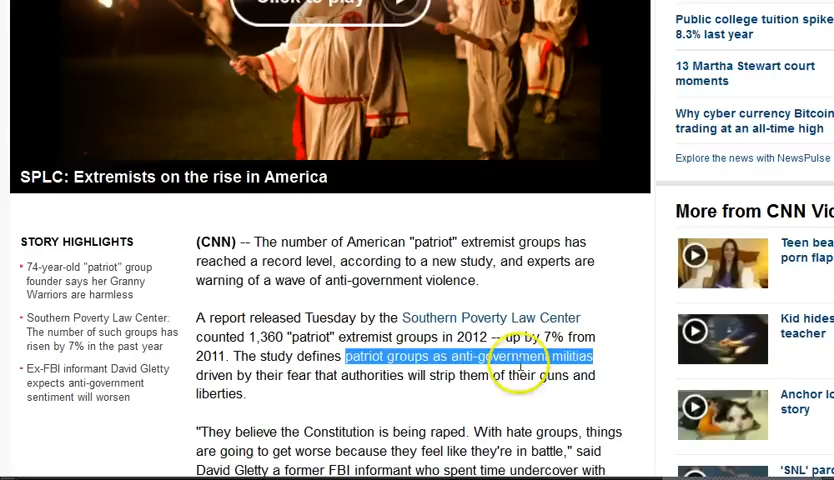 Click to play
SPLC: Extremists on the rise in America
STORY HIGHLIGHTS
74-year-old "patriot" group
founder says her Granny
Warriors are harmless
Southern Poverty Law Center:
The number of such groups has
risen by 7% in the past year
Ex-FBI informant David Gletty
expects anti-government
sentiment will worsen
(CNN) -- The number of American "patriot" extremist groups has
reached a record level, according to a new study, and experts are
warning of a wave of anti-government violence.
A report released Tuesday by the Southern Poverty Law Center
counted 1,360 "patriot" extremist groups in 2012 -- up by 7% from
2011. The study defines patriot groups as anti-government militias
driven by their fear that authorities will strip them of their guns and
liberties.
"They believe the Constitution is being raped. With hate groups, things
are going to get worse because they feel like they're in battle," said
David Gletty a former FBI informant who spent time undercover with
Public college tuition spike
8.3% last year
13 Martha Stewart court
moments
Why cyber currency Bitcoin
trading at an all-time high
Explore the news with NewsPulse
More from CNN Vid
Teen bea
porn flap
Kid hides
teacher
Anchor lo
story
'SNL' par